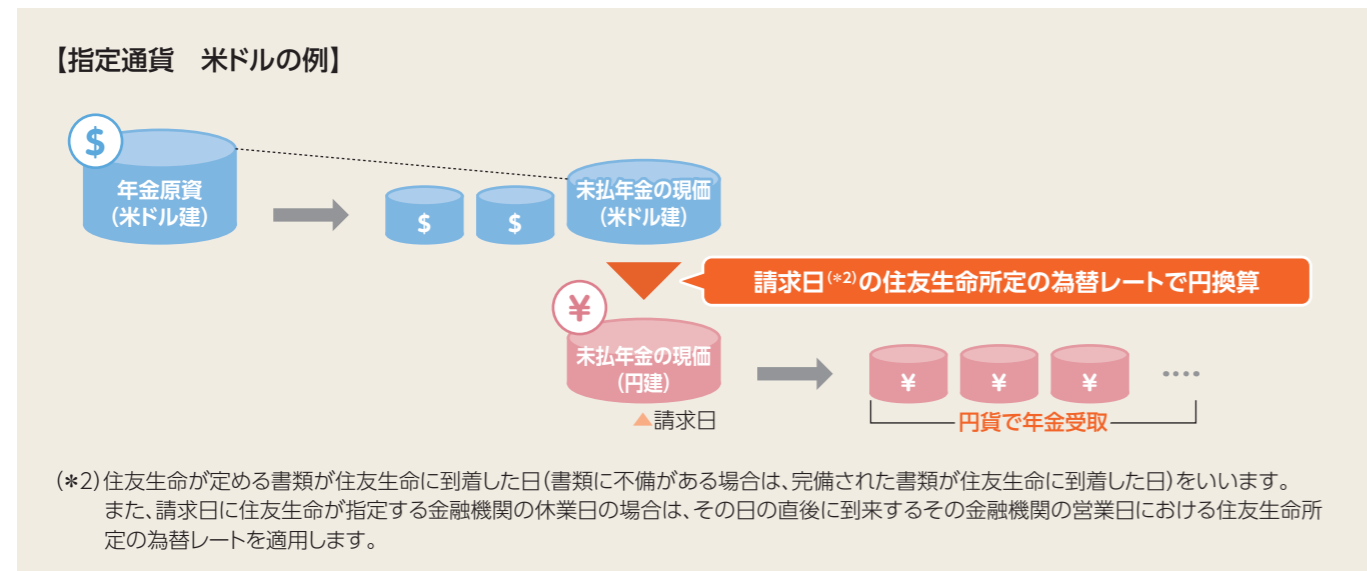 【指定通貨　米ドルの例】
$
年金原資
（米ドル建）
$
$
未払年金の現価
（米ドル建）
請求日(*2)の住友生命所定の為替レートで円換算
¥
未払年金の現価
（円建）
▲請求日
¥
¥
¥
‥‥
円貨で年金受取
(*2)住友生命が定める書類が住友生命に到着した日(書類に不備がある場合は、完備された書類が住友生命に到着した日)をいいます。
また、請求日に住友生命が指定する金融機関の休業日の場合は、その日の直後に到来するその金融機関の営業日における住友生命所
定の為替レートを適用します。